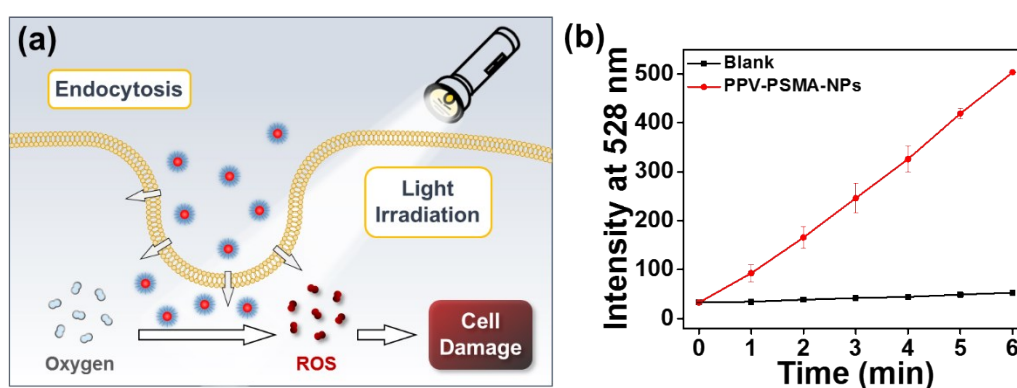 (a)
Endocytosis
Light
Irradiation
Oxygen
ROS
Cell
Damage
(b)
Blank
PPV-PSMA-NPs
Intensity at 528 nm
500
400
300
200
100
0
0 1 2 3 4 5 6
Time (min)